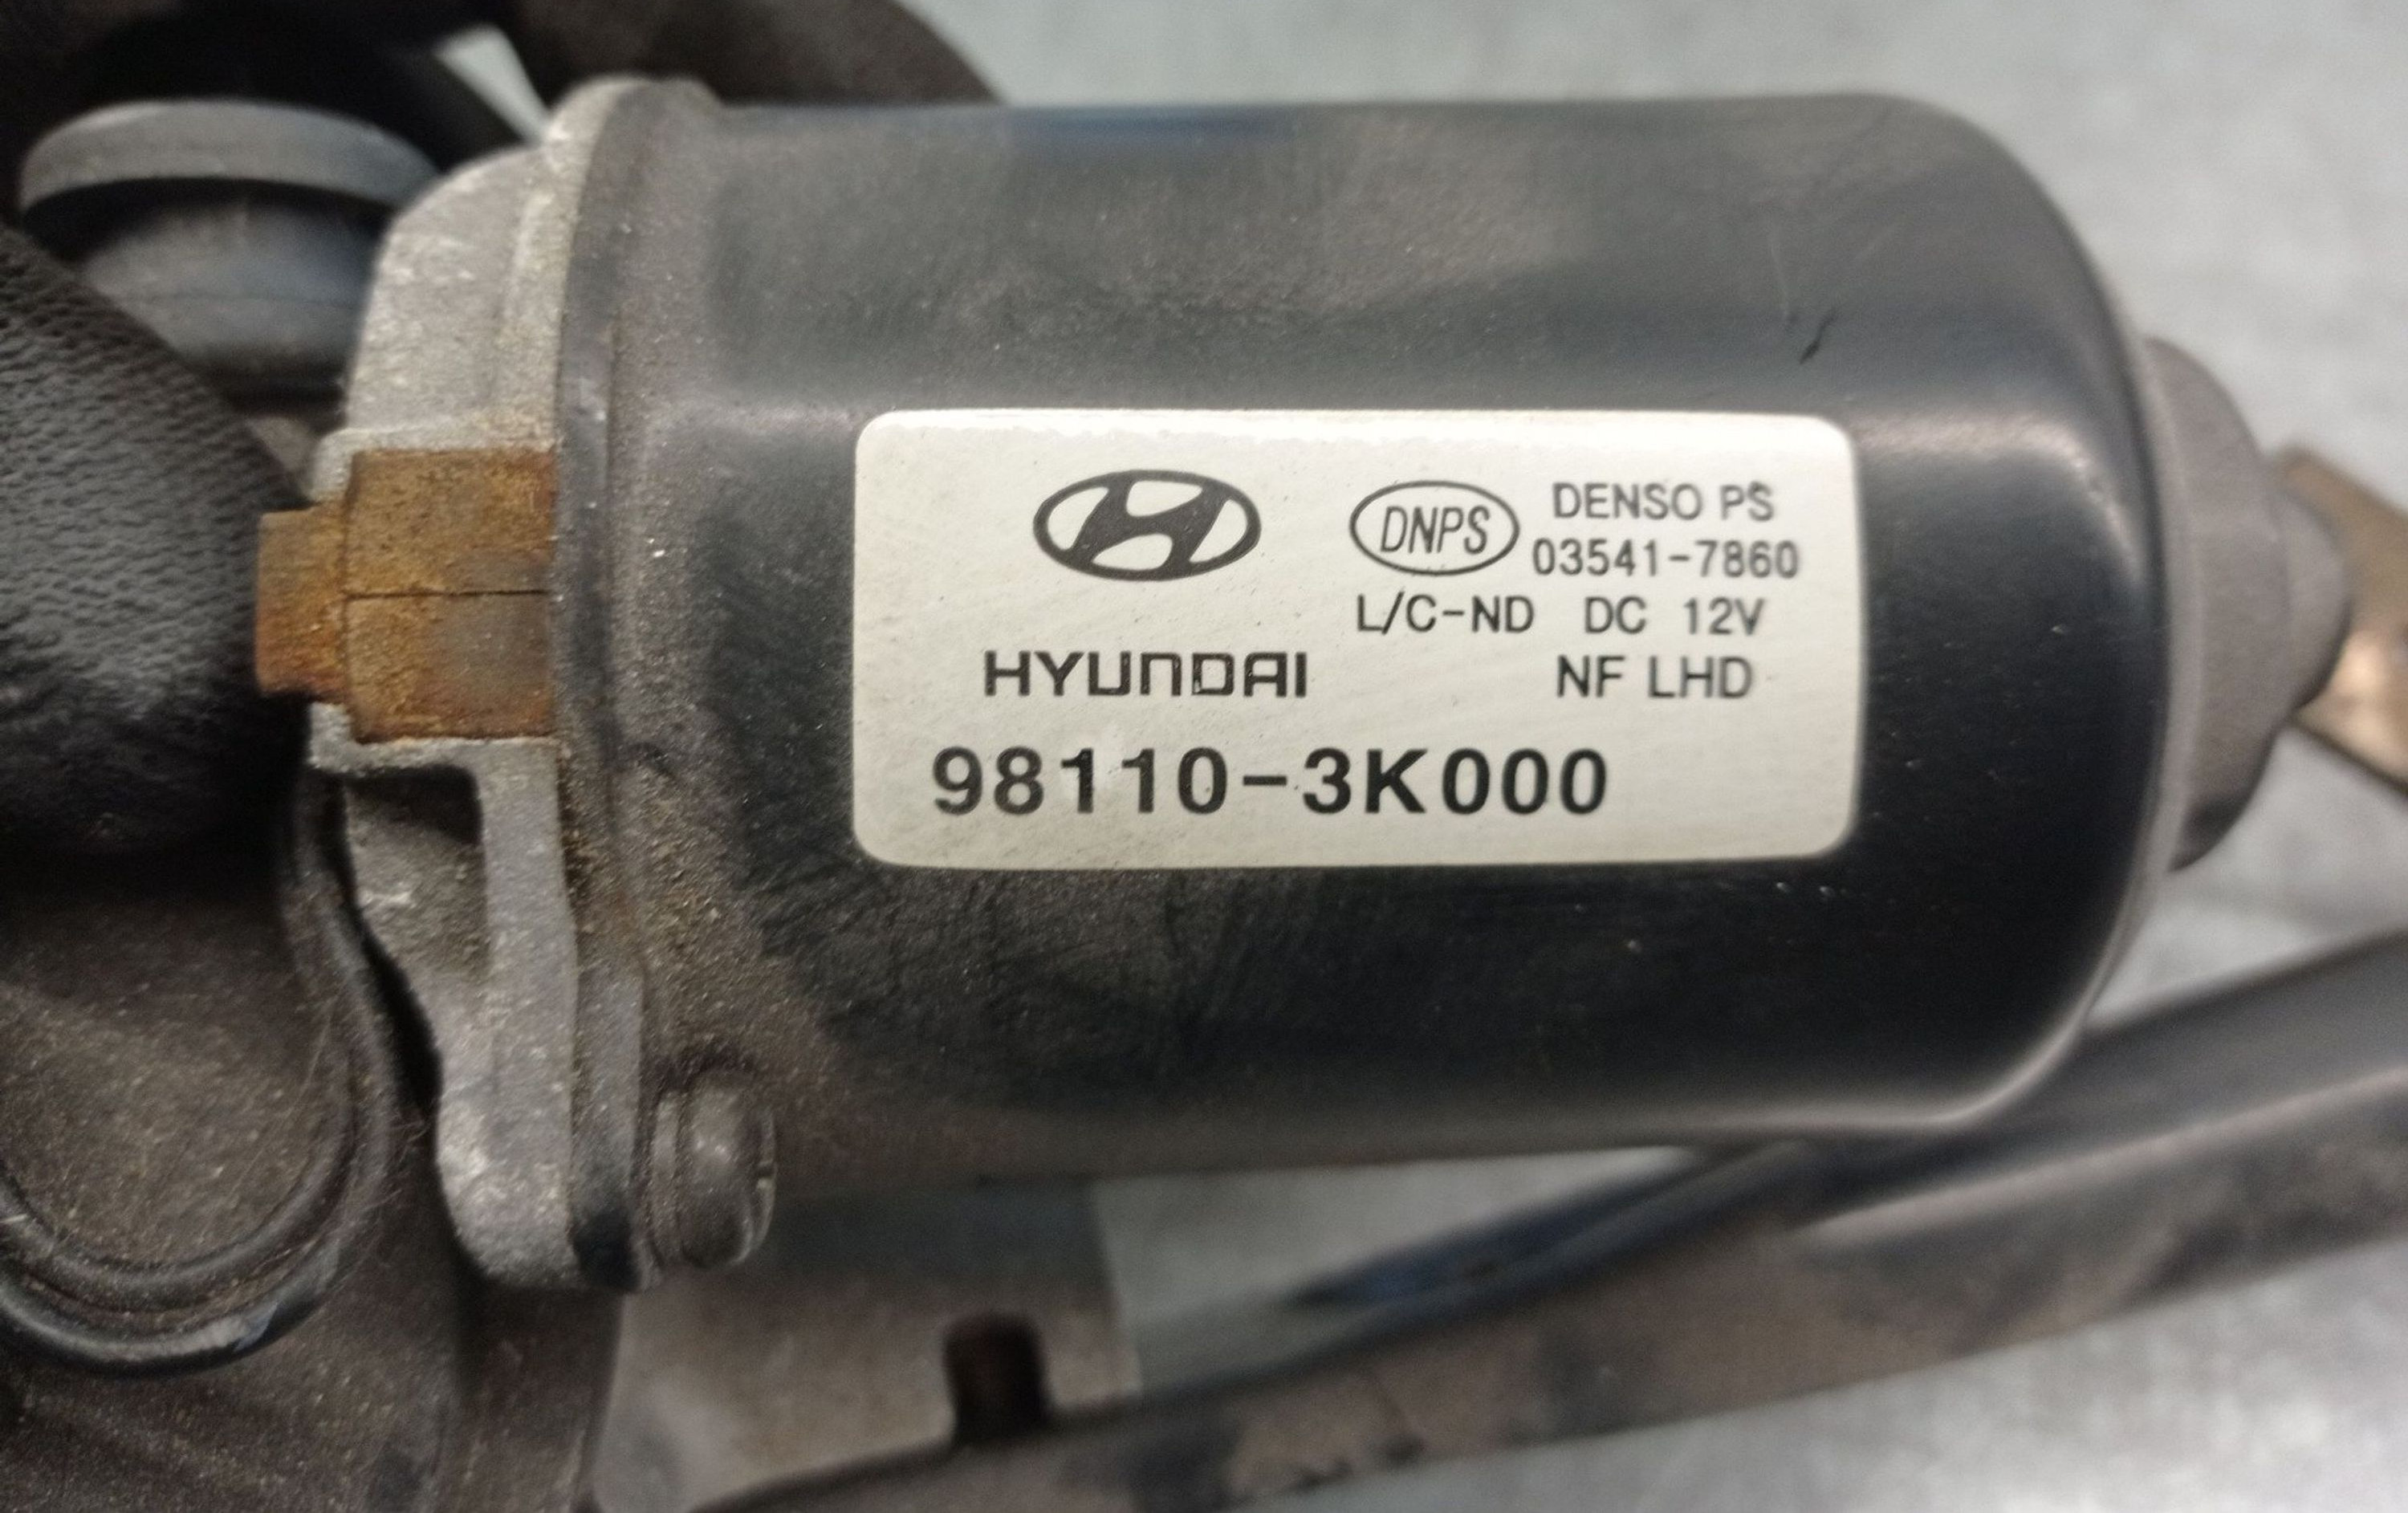 DNPS DENSO PS
03541-7860
L/C-ND DC 12V
HYUNDAI NF LHD
98110-3K000